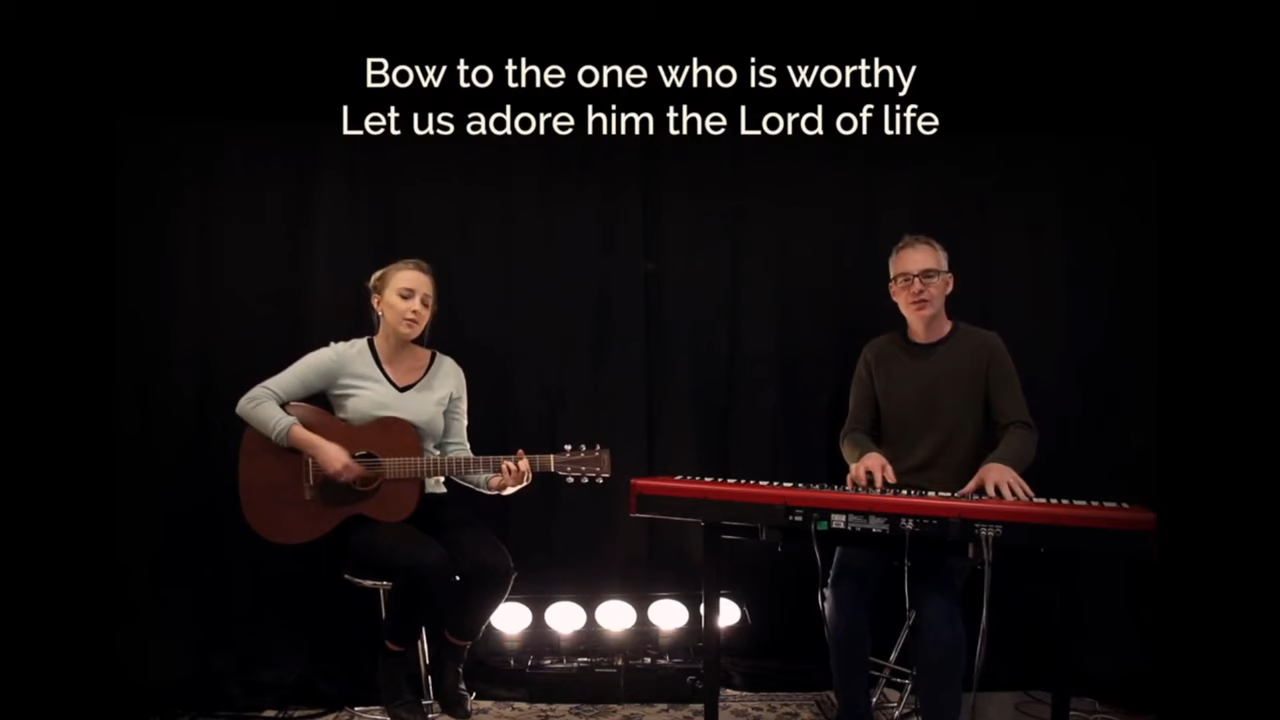 Bow to the one who is worthy
Let us adore him the Lord of life